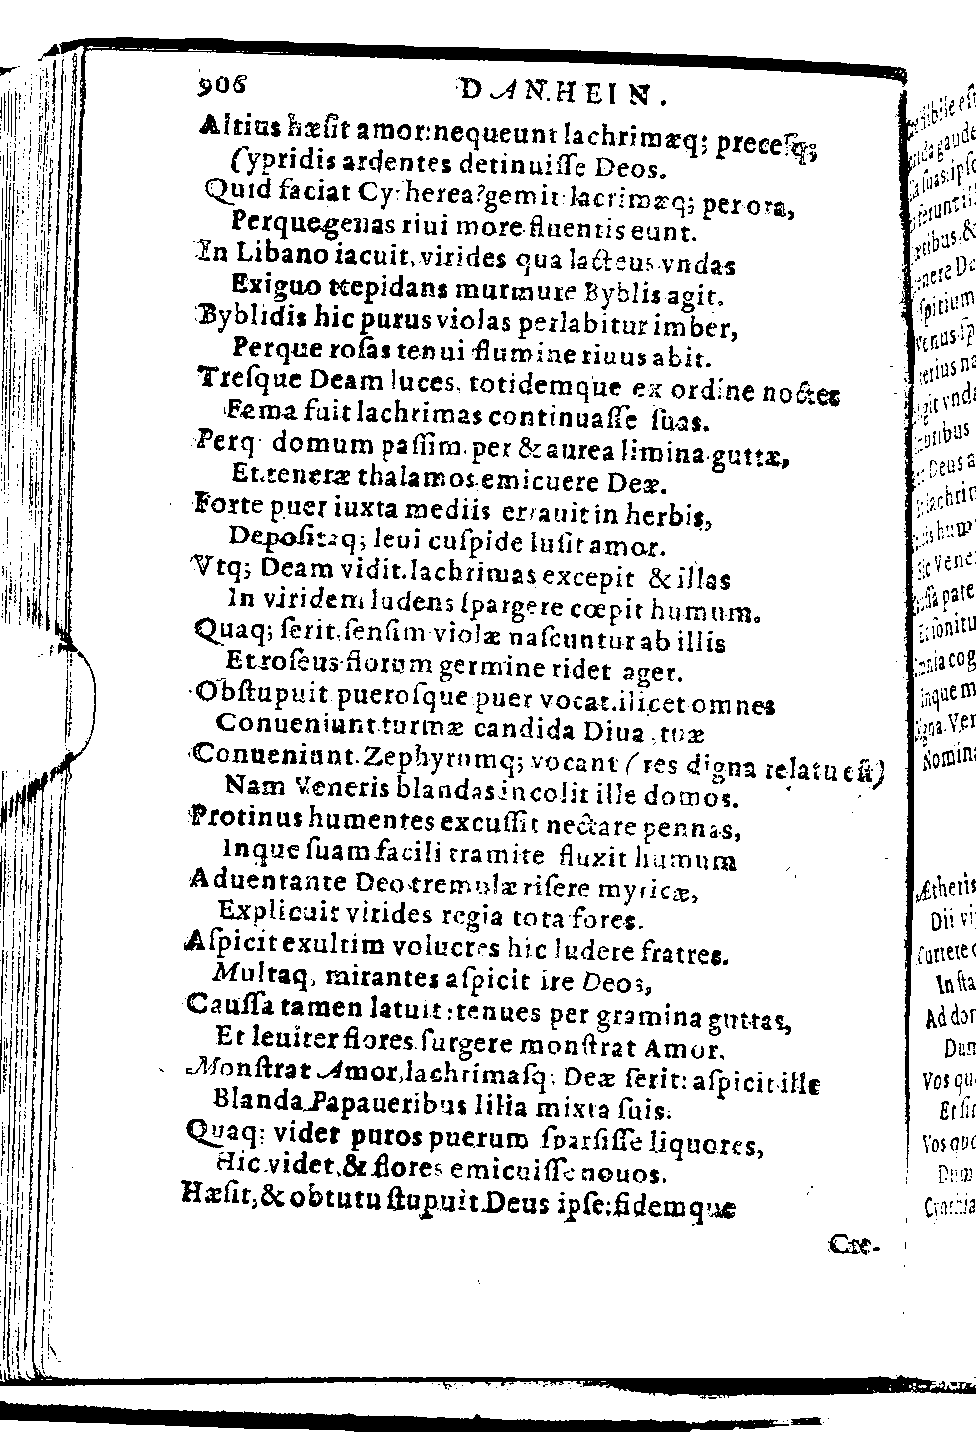 906 DAN. HEIN.
Altius hæſit amor: nequeunt lachrimæq; preceſq;
Cypridis ardentes detinuiſſe Deos.
Quid faciat Cytherea? gemit lacrimæq; per ora,
Perque genas riui more fluentis eunt.
In Libano iacuit, virides qua lacteus vndas
Exiguo trepidans murmure Byblis agit.
Byblidis hic purus violas perlabitur imber,
Perque roſas tenui flumine riuus abit.
Treſque Deam luces, totidemque ex ordine noctes
Fama fuit lachrimas continuaſſe ſuas.
Perq; domum paſſim per & aurea limina guttæ,
Et teneræ thalamos emicuere Deæ.
Forte puer iuxta mediis errauit in herbis,
Depoſitaq; leui cuſpide luſit amor.
Vtq; Deam vidit lachrimas excepit & illas
In viridem ludens ſpargere cœpit humum.
Quaq; ſerit, ſenſim violæ naſcuntur ab illis
Et roſeus florum germine ridet ager.
Obſtupuit pueroſque puer vocat. ilicet omnes
Conueniunt turmæ candida Diua tuæ
Conueniunt. Zephyrumq; vocant (res digna relatu eſt)
Nam Veneris blandas incolit ille domos.
Protinus humentes excuſſit nectare pennas,
Inque ſuam facili tramite fluxit humum
Aduentante Deo tremulæ riſere myricæ,
Explicuit virides regia tota fores.
Aſpicit exultim volucres hic ludere fratres.
Multaq, mirantes aſpicit ire Deos,
Cauſſa tamen latuit: tenues per gramina guttas,
Et leuiter flores ſurgere monſtrat Amor.
Monſtrat Amor, lachrimaſq; Deæ ſerit: aſpicit ille
Blanda Papaueribus lilia mixta ſuis.
Quaq; videt puros puerum ſparſiſſe liquores,
Hic videt, & flores emicuiſſe nouos.
Hæſit, & obtutu ſtupuit Deus ipſe: fidemque
Cre-